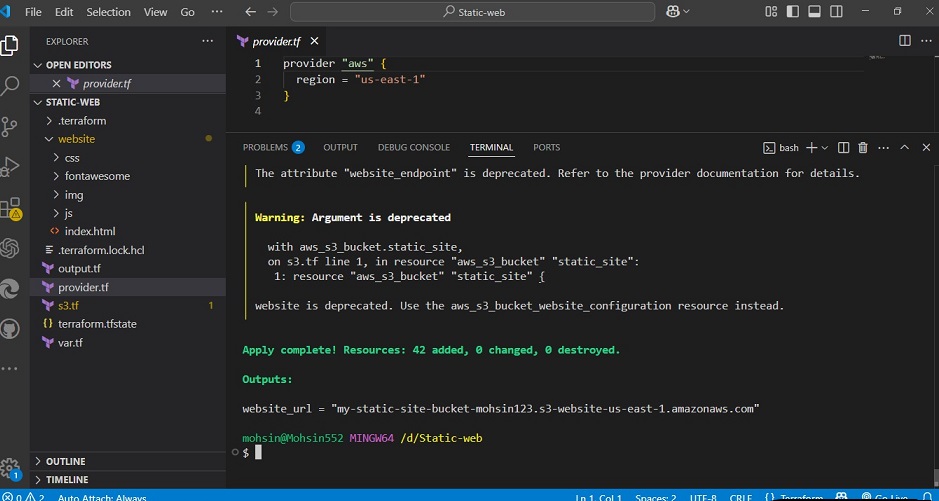 File Edit Selection View Go ··· Static-web
EXPLORER ···
OPEN EDITORS
provider.tf
STATIC-WEB
.terraform
website
css
fontawesome
img
js
index.html
.terraform.lock.hcl
output.tf
provider.tf
s3.tf 1
terraform.tfstate
var.tf
OUTLINE
TIMELINE
provider.tf
1 provider "aws" {
2 region = "us-east-1"
3 }
4
PROBLEMS 2 OUTPUT DEBUG CONSOLE TERMINAL PORTS bash
The attribute "website_endpoint" is deprecated. Refer to the provider documentation for details.
Warning: Argument is deprecated
with aws_s3_bucket.static_site,
on s3.tf line 1, in resource "aws_s3_bucket" "static_site":
1: resource "aws_s3_bucket" "static_site" {
website is deprecated. Use the aws_s3_bucket_website_configuration resource instead.
Apply complete! Resources: 42 added, 0 changed, 0 destroyed.
Outputs:
website_url = "my-static-site-bucket-mohsin123.s3-website-us-east-1.amazonaws.com"
mohsin@Mohsin552 MINGW64 /d/Static-web
$
1
0 2 Auto Attach: Always Ln 1, Col 1 Spaces: 2 UTF-8 CRLF {} Terraform Go Live